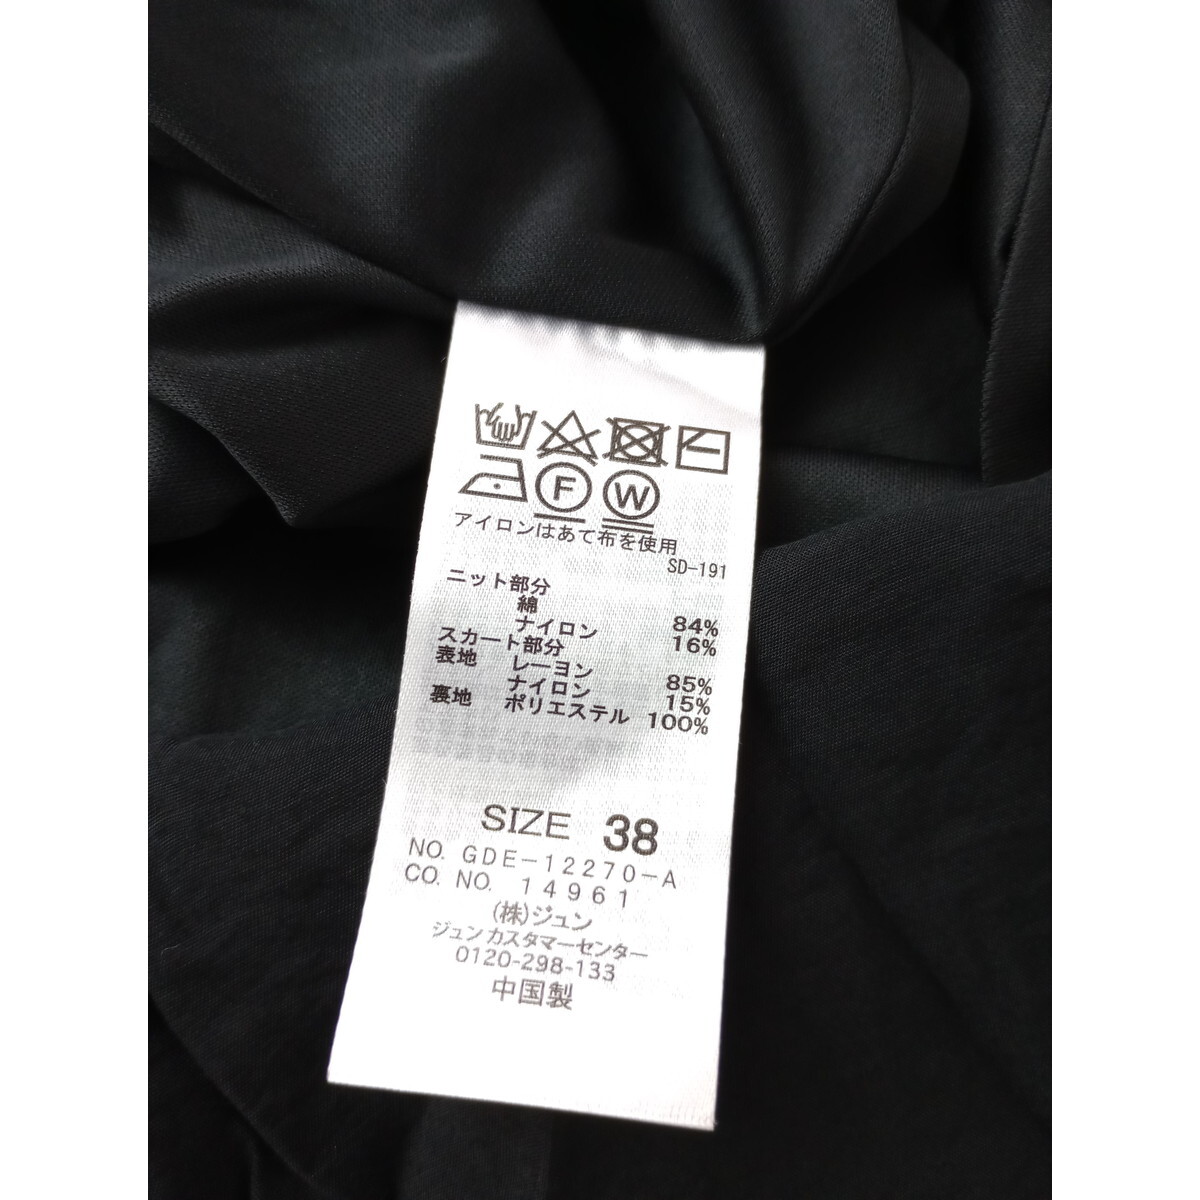 F W
アイロンはあて布を使用
SD-191
ニット部分
綿 84%
ナイロン 16%
スカート部分
表地 レーヨン 85%
ナイロン 15%
裏地 ポリエステル 100%
SIZE 38
NO. GDE-12270-A
CO. NO. 14961
(株)ジュン
ジュンカスタマーセンター
0120-298-133
中国製